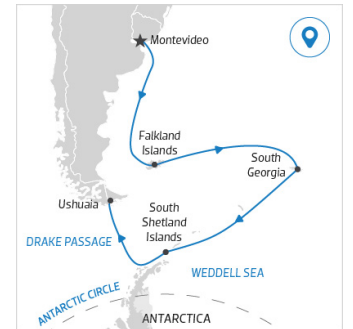 Montevideo
Falkland
Islands
South
Georgia
Ushuaia
South
Shetland
Islands
DRAKE PASSAGE
WEDDELL SEA
ANTARCTIC CIRCLE
ANTARCTICA